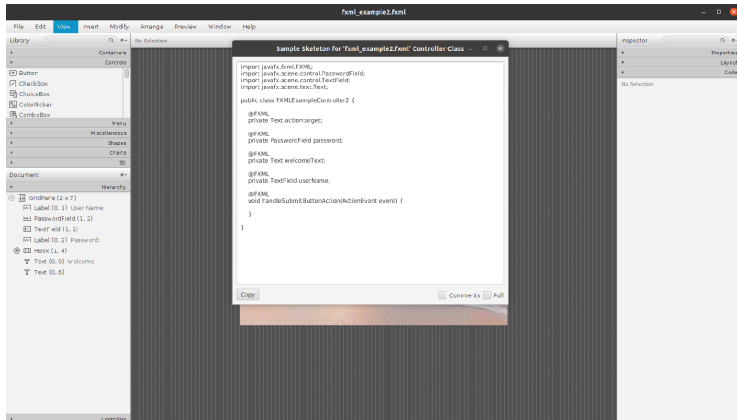 fxml_example2.fxml
File Edit View Insert Modify Arrange Preview Window Help
Library
Containers
Controls
Button
CheckBox
ChoiceBox
ColorPicker
ComboBox
Menu
Miscellaneous
Shapes
Charts
3D
Document
Hierarchy
GridPane (2 x 7)
Label (0, 1) User Name:
PasswordField (1, 2)
TextField (1, 1)
Label (0, 2) Password:
HBox (1, 4)
Text (0, 0) Welcome
Text (0, 6)
Controller
No Selection
Sample Skeleton for 'fxml_example2.fxml' Controller Class
import javafx.fxml.FXML;
import javafx.scene.control.PasswordField;
import javafx.scene.control.TextField;
import javafx.scene.text.Text;
public class FXMLExampleController2 {
@FXML
private Text actiontarget;
@FXML
private PasswordField password;
@FXML
private Text welcomeText;
@FXML
private TextField userName;
@FXML
void handleSubmitButtonAction(ActionEvent event) {
}
}
Copy
Comments Full
Inspector
Properties
Layout
Code
No Selection